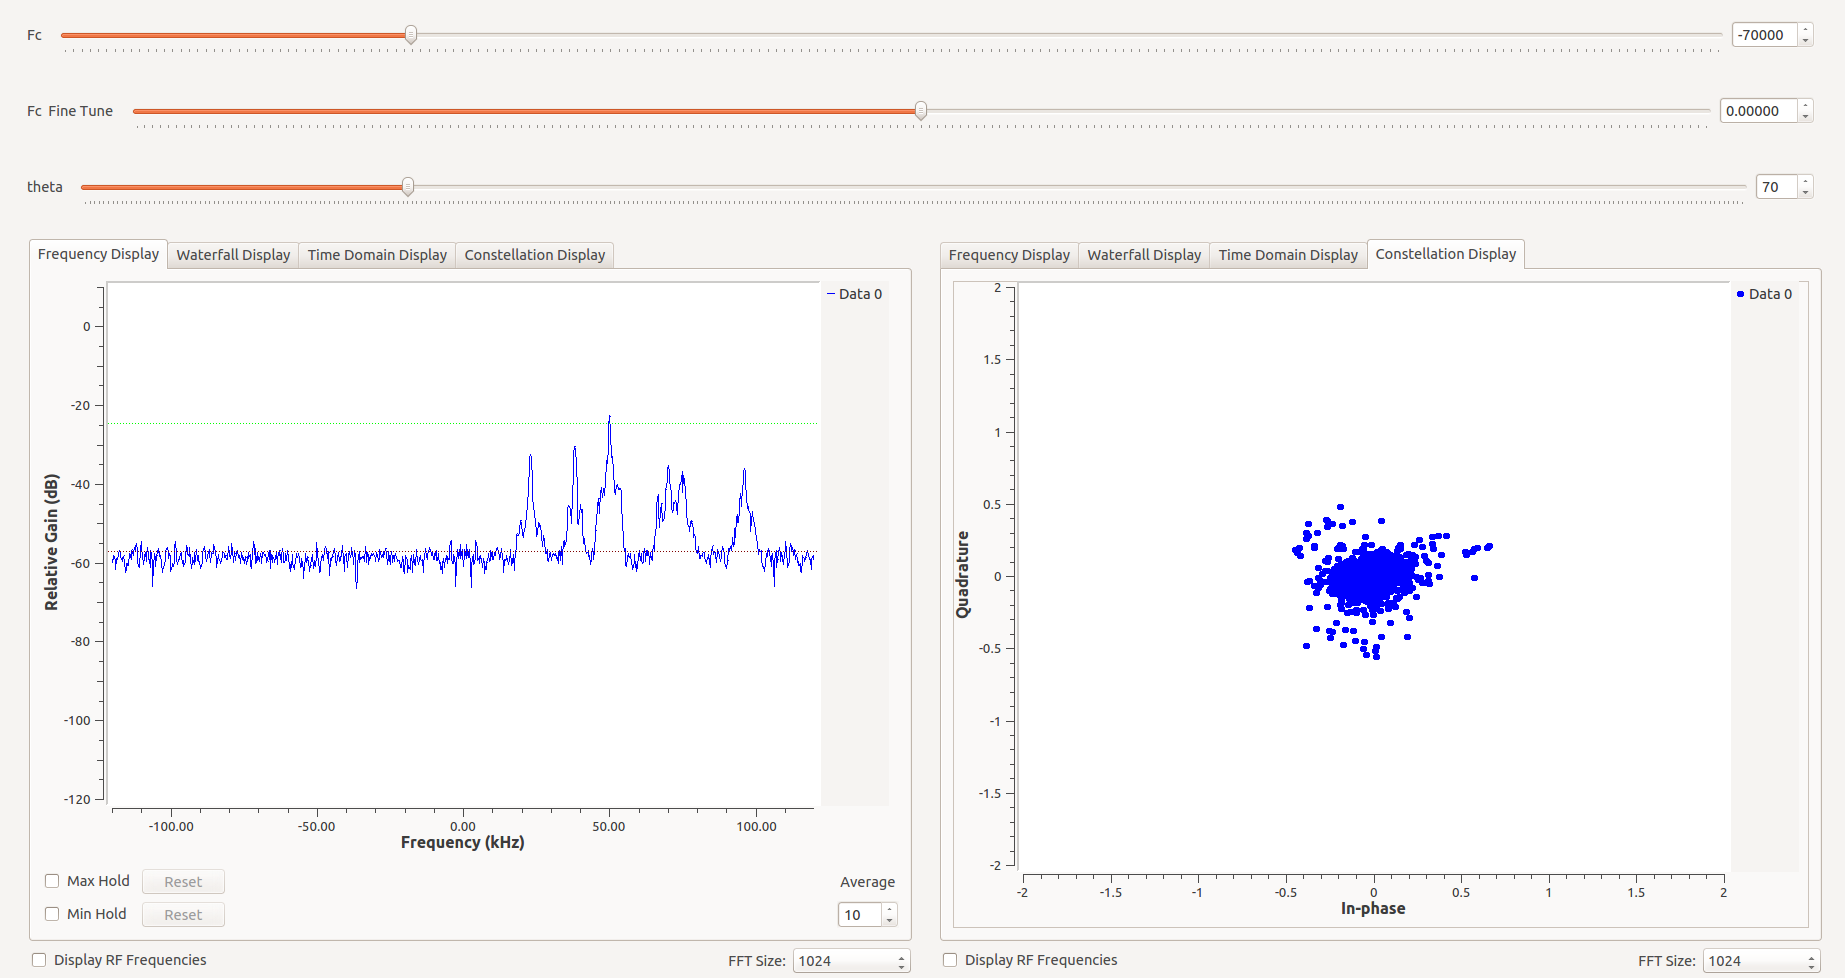 Fc -70000
Fc Fine Tune 0.00000
theta 70
Frequency Display Waterfall Display Time Domain Display Constellation Display
Data 0
0
-20
-40
-60
-80
-100
-120
Relative Gain (dB)
-100.00 -50.00 0.00 50.00 100.00
Frequency (kHz)
Max Hold Reset Average
Min Hold Reset 10
Display RF Frequencies FFT Size: 1024
Frequency Display Waterfall Display Time Domain Display Constellation Display
Data 0
2
1.5
1
0.5
0
-0.5
-1
-1.5
-2
Quadrature
-2 -1.5 -1 -0.5 0 0.5 1 1.5 2
In-phase
Display RF Frequencies FFT Size: 1024